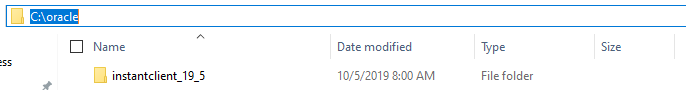 C:\oracle
Name Date modified Type Size
ess
instantclient_19_5 10/5/2019 8:00 AM File folder